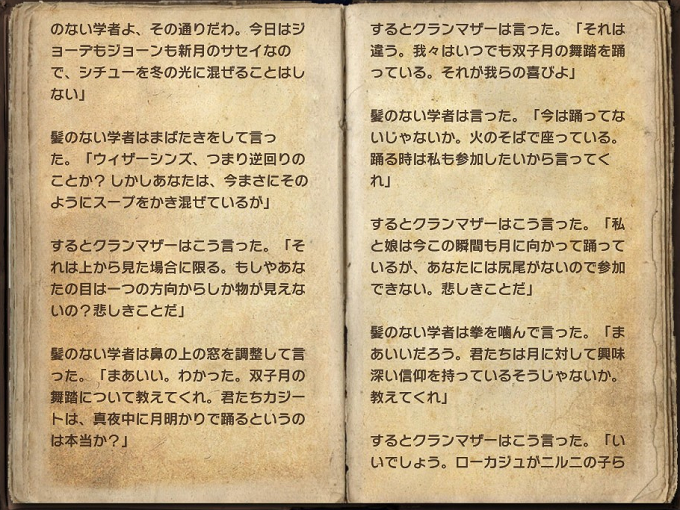 のない学者よ、その通りだわ。今日はジ
ョーデもジョーンも新月のサセイなの
で、シチューを冬の光に混ぜることはし
ない」
髪のない学者はまばたきをして言っ
た。「ウィザーシンズ、つまり逆回りの
ことか? しかしあなたは、今まさにその
ようにスープをかき混ぜているが」
するとクランマザーはこう言った。「そ
れは上から見た場合に限る。もしやあな
たの目は一つの方向からしか物が見えな
いの？悲しきことだ」
髪のない学者は鼻の上の窓を調整して言
った。「まあいい。わかった。双子月の
舞踏について教えてくれ。君たちカジー
トは、真夜中に月明かりで踊るというの
は本当か？」
するとクランマザーは言った。「それは
違う。我々はいつでも双子月の舞踏を踊
っている。それが我らの喜びよ」
髪のない学者は言った。「今は踊ってな
いじゃないか。火のそばで座っている。
踊る時は私も参加したいから言ってく
れ」
するとクランマザーはこう言った。「私
と娘は今この瞬間も月に向かって踊って
いるが、あなたには尻尾がないので参加
できない。悲しきことだ」
髪のない学者は拳を噛んで言った。「ま
あいいだろう。君たちは月に対して興味
深い信仰を持っているそうじゃないか。
教えてくれ」
するとクランマザーはこう言った。「い
いでしょう。ローカジュがニルニの子ら